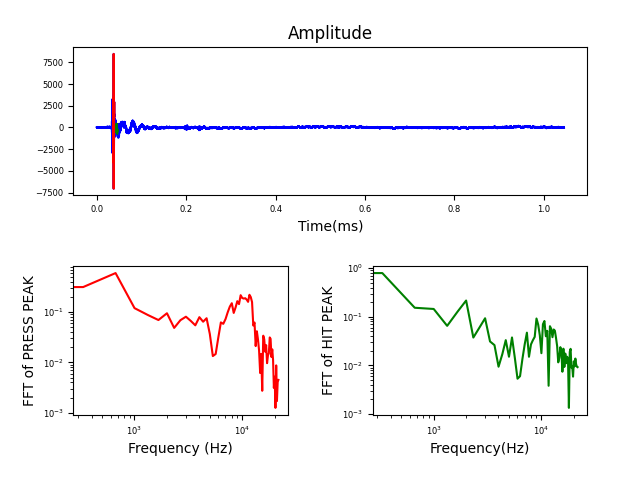 Amplitude
7500
5000
2500
0
−2500
−5000
−7500
0.0 0.2 0.4 0.6 0.8 1.0
Time(ms)
FFT of PRESS PEAK
10⁻¹
10⁻²
10⁻³
10³ 10⁴
Frequency (Hz)
FFT of HIT PEAK
10⁰
10⁻¹
10⁻²
10⁻³
10³ 10⁴
Frequency(Hz)